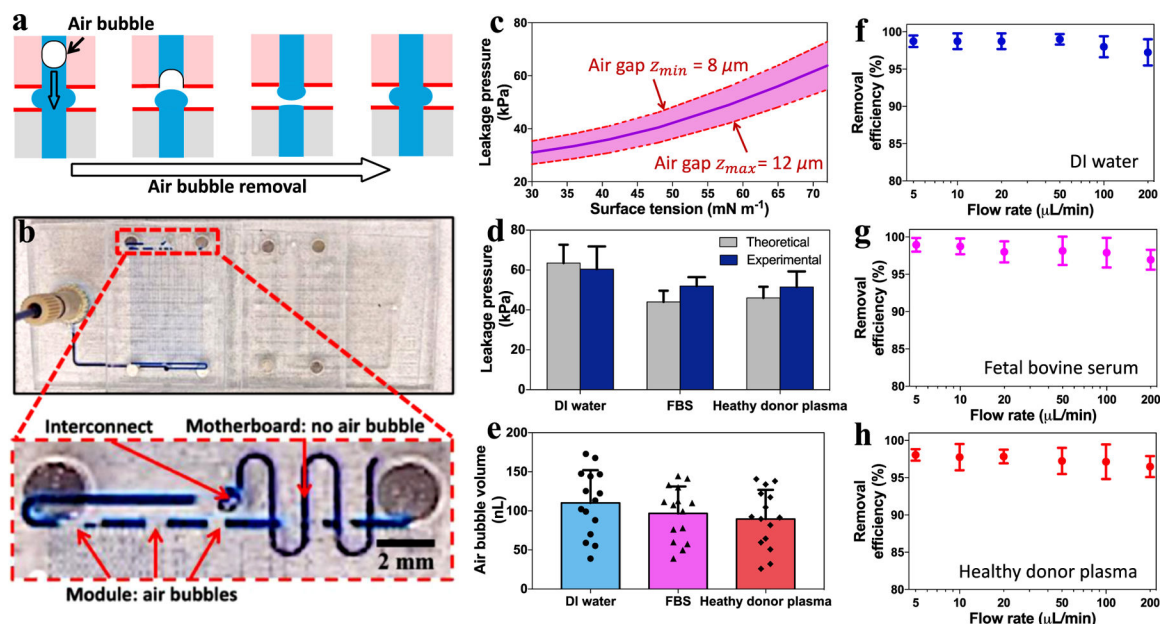 a
Air bubble
Air bubble removal
b
Interconnect
Motherboard: no air bubble
2 mm
Module: air bubbles
c
Leakage pressure
(kPa)
80
60
40
20
Air gap zmin = 8 μm
Air gap zmax = 12 μm
30 35 40 45 50 55 60 65 70
Surface tension (mN m-1)
d
Leakage pressure
(kPa)
80
60
40
20
0
Theoretical
Experimental
DI water FBS Heathy donor plasma
e
Air bubble volume
(nL)
200
150
100
50
0
DI water FBS Heathy donor plasma
f
Removal
efficiency (%)
100
95
90
85
80
DI water
5 10 20 50 100 200
Flow rate (μL/min)
g
Removal
efficiency (%)
100
95
90
85
80
Fetal bovine serum
5 10 20 50 100 200
Flow rate (μL/min)
h
Removal
efficiency (%)
100
95
90
85
80
Healthy donor plasma
5 10 20 50 100 200
Flow rate (μL/min)